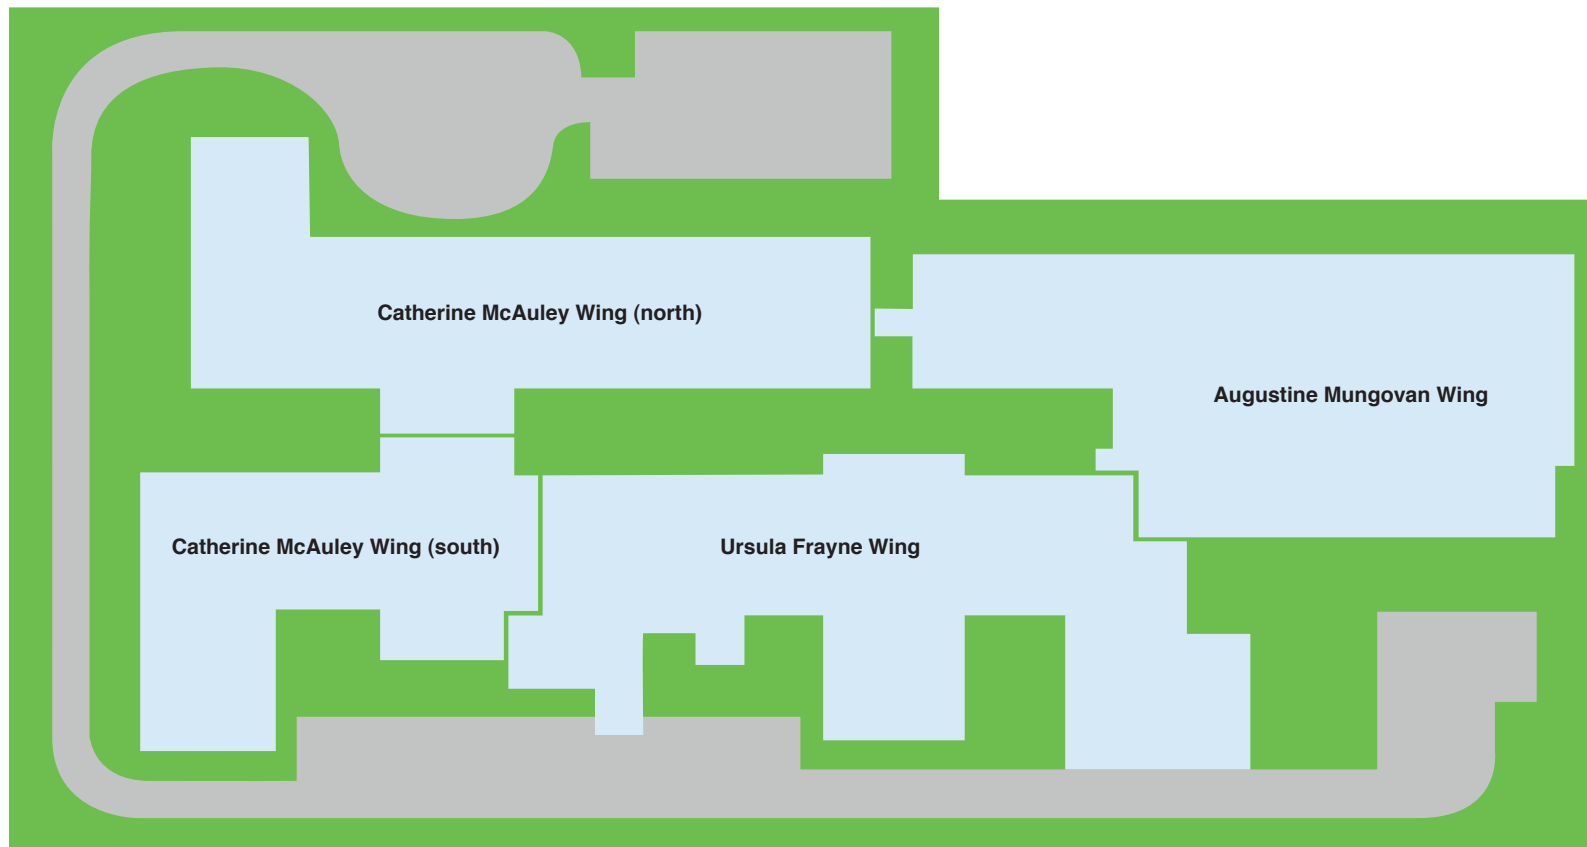 Catherine McAuley Wing (north)
Augustine Mungovan Wing
Catherine McAuley Wing (south)
Ursula Frayne Wing